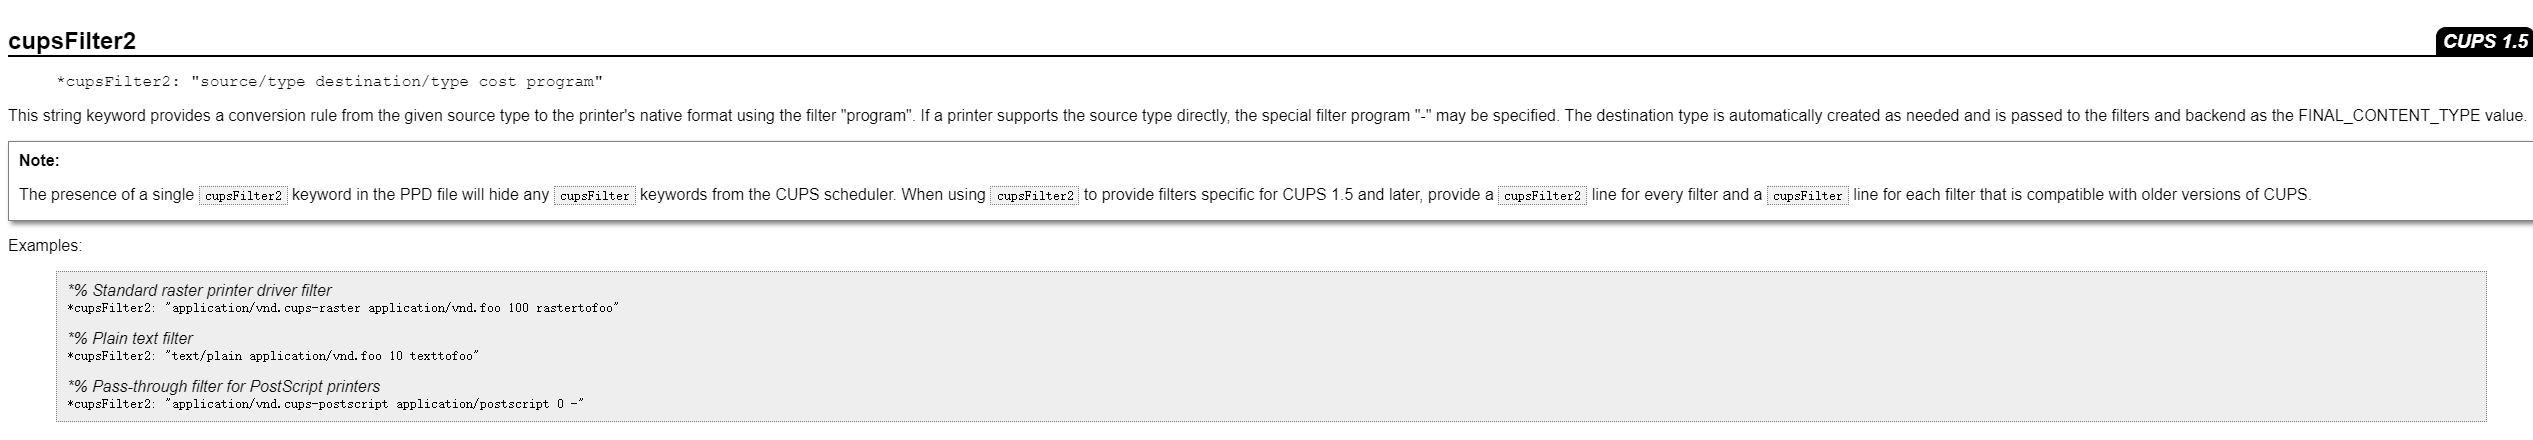 cupsFilter2
CUPS 1.5
*cupsFilter2: "source/type destination/type cost program"
This string keyword provides a conversion rule from the given source type to the printer's native format using the filter "program". If a printer supports the source type directly, the special filter program "-" may be specified. The destination type is automatically created as needed and is passed to the filters and backend as the FINAL_CONTENT_TYPE value.
Note:
The presence of a single cupsFilter2 keyword in the PPD file will hide any cupsFilter keywords from the CUPS scheduler. When using cupsFilter2 to provide filters specific for CUPS 1.5 and later, provide a cupsFilter2 line for every filter and a cupsFilter line for each filter that is compatible with older versions of CUPS.
Examples:
*% Standard raster printer driver filter
*cupsFilter2: "application/vnd.cups-raster application/vnd.foo 100 rastertofoo"
*% Plain text filter
*cupsFilter2: "text/plain application/vnd.foo 10 texttofoo"
*% Pass-through filter for PostScript printers
*cupsFilter2: "application/vnd.cups-postscript application/postscript 0 -"